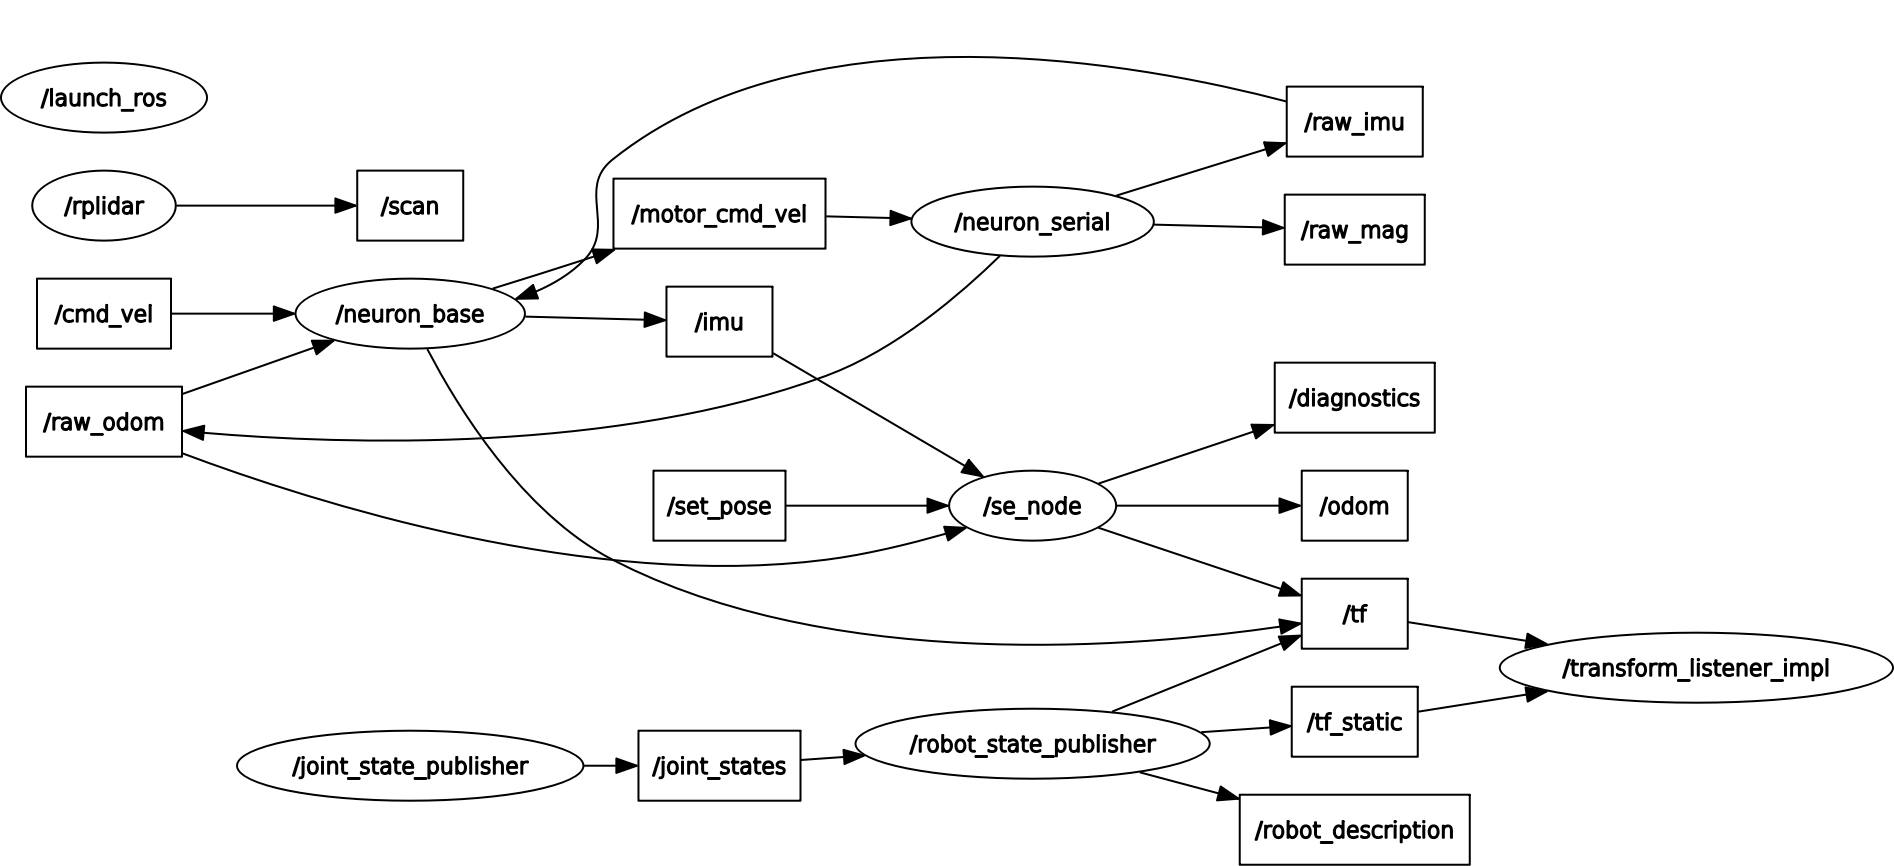 /launch_ros
/raw_imu
/rplidar
/scan
/motor_cmd_vel
/neuron_serial
/raw_mag
/cmd_vel
/neuron_base
/imu
/raw_odom
/diagnostics
/set_pose
/se_node
/odom
/tf
/transform_listener_impl
/tf_static
/joint_state_publisher
/joint_states
/robot_state_publisher
/robot_description